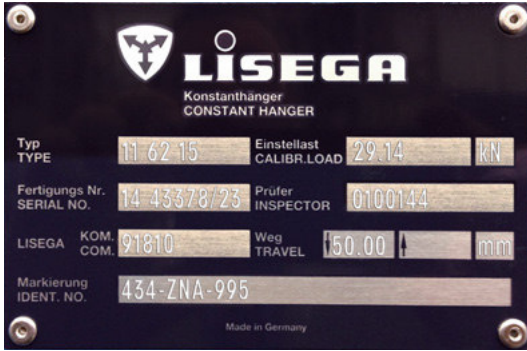 LISEGA
Konstanthänger
CONSTANT HANGER
Typ
TYPE
11 62 15
Einstellast
CALIBR.LOAD
29.14
kN
Fertigungs Nr.
SERIAL NO.
14 43378/23
Prüfer
INSPECTOR
0100144
LISEGA KOM.
COM.
91810
Weg
TRAVEL
↓50.00
↑
mm
Markierung
IDENT. NO.
434-ZNA-995
Made in Germany